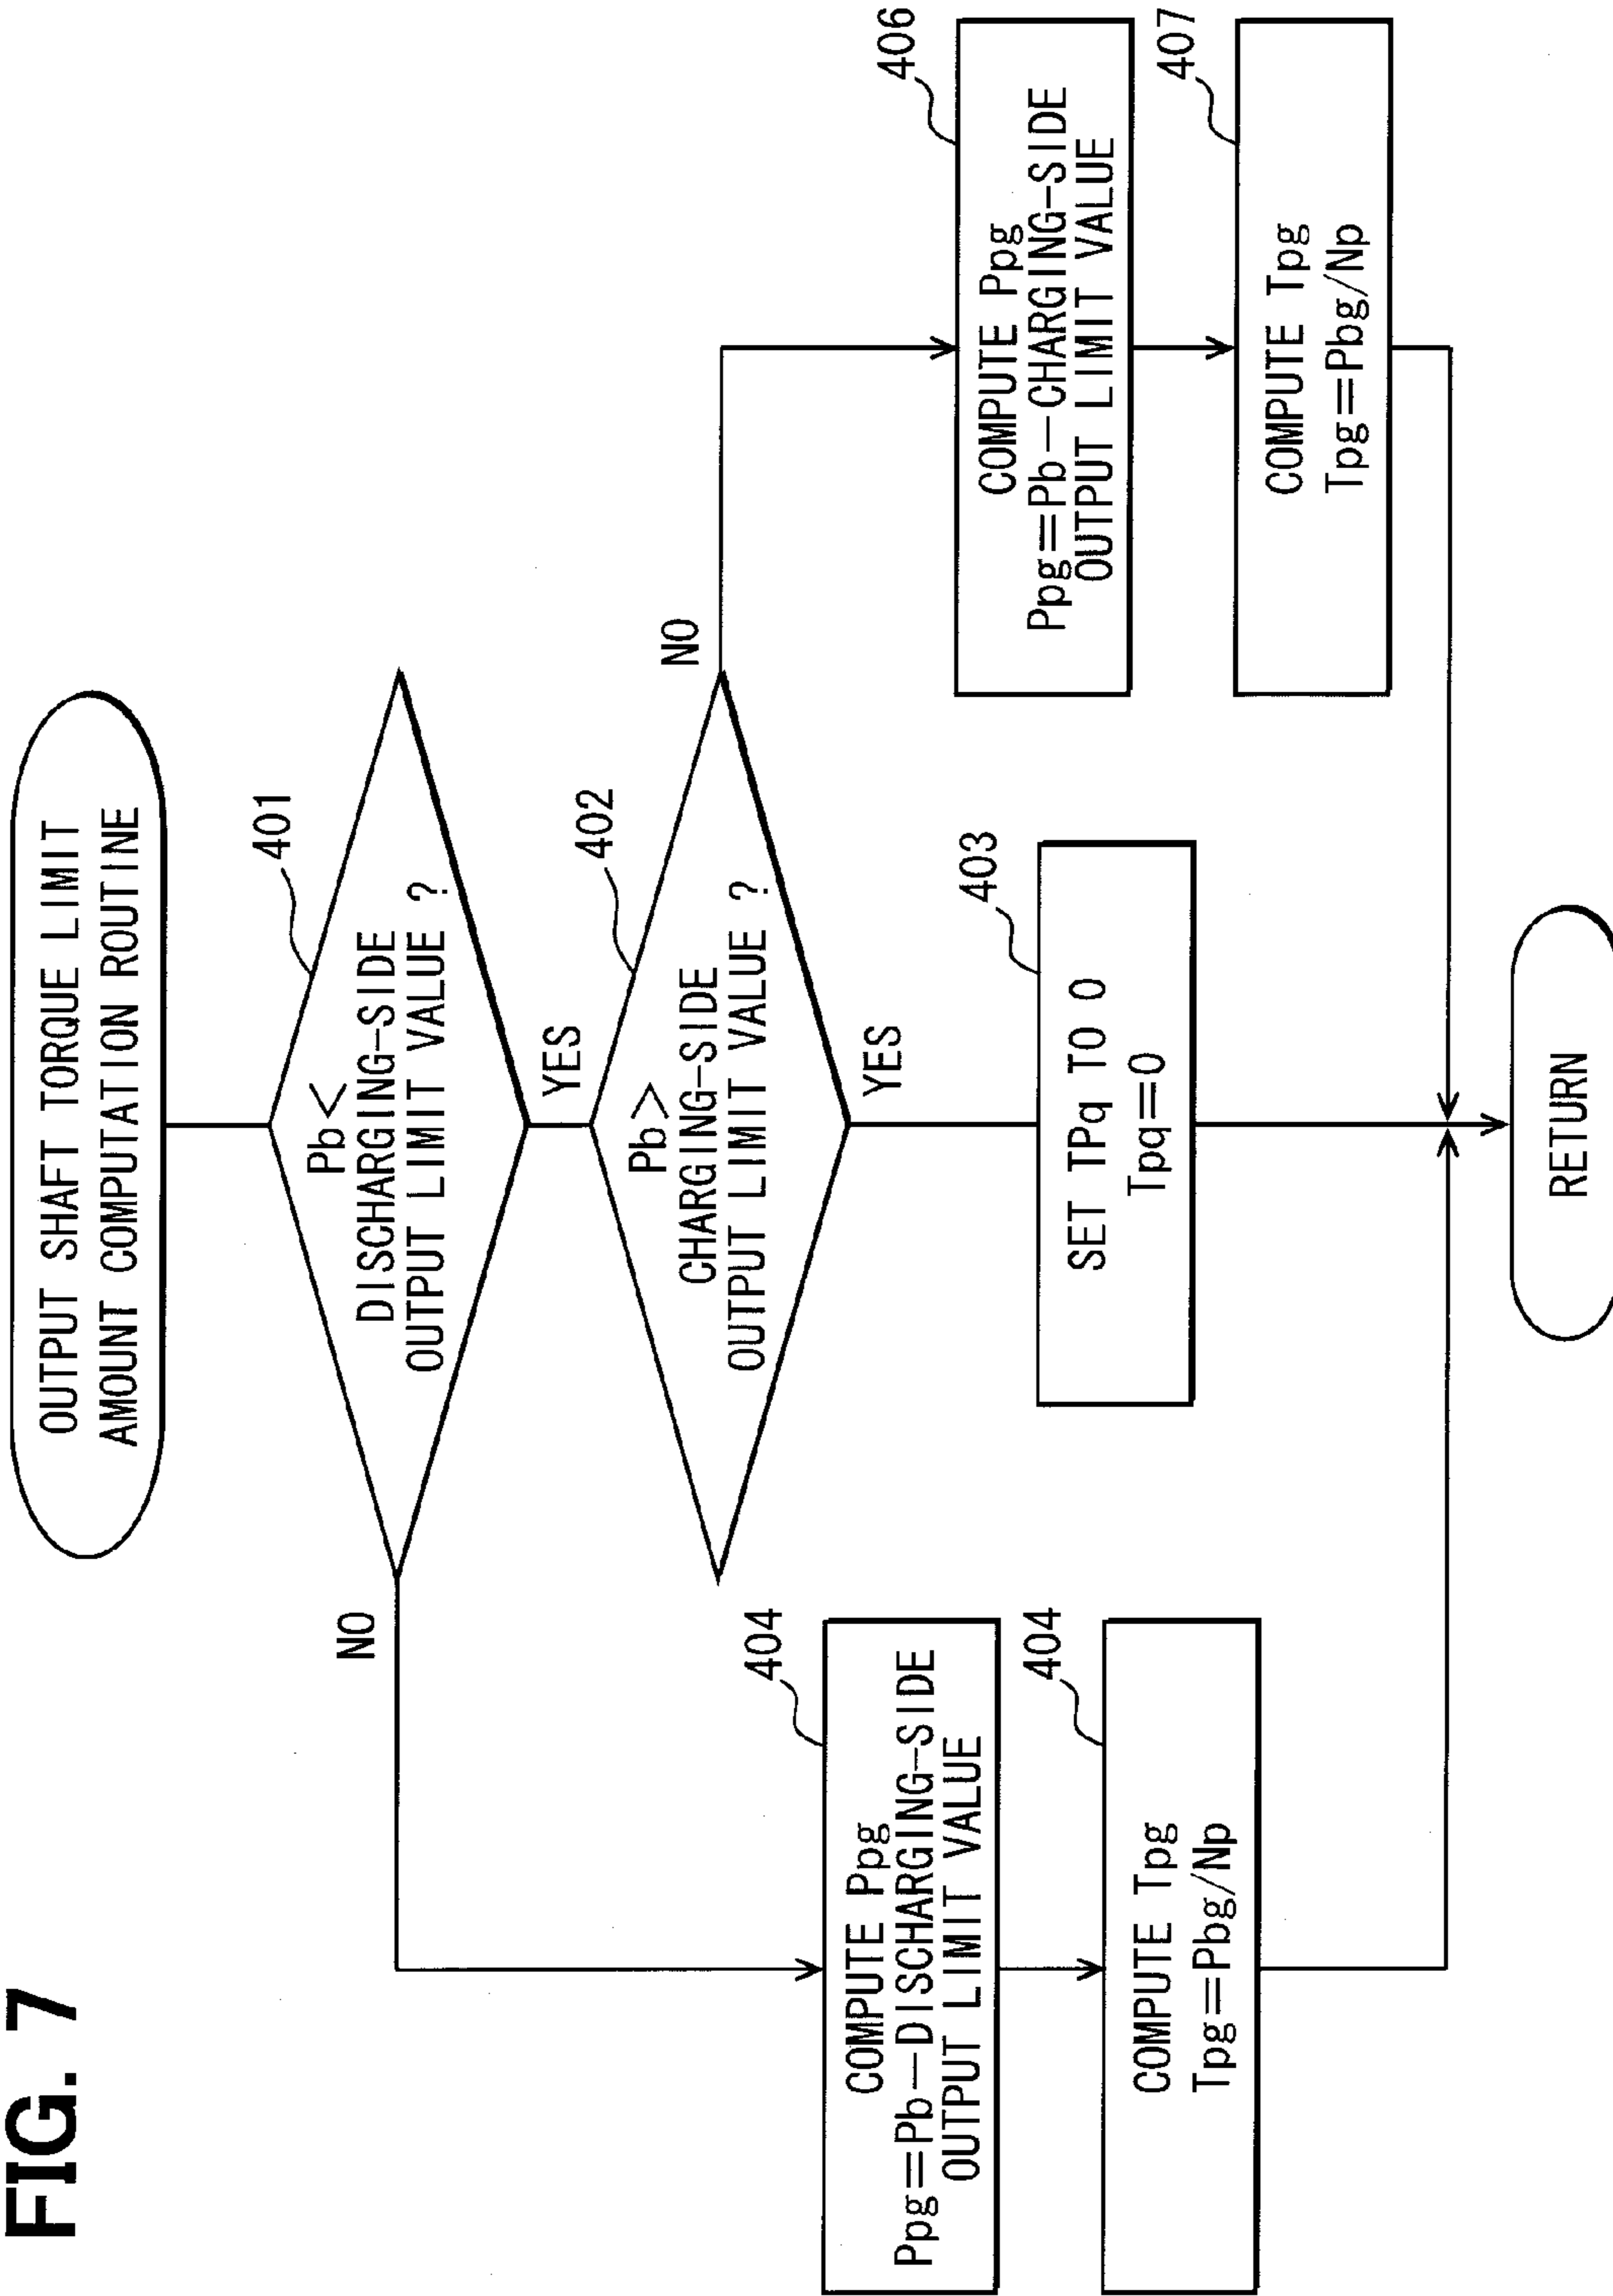 FIG. 7
OUTPUT SHAFT TORQUE LIMIT
AMOUNT COMPUTATION ROUTINE
401
Pb <
DISCHARGING-SIDE
OUTPUT LIMIT VALUE ?
NO
YES
402
Pb >
CHARGING-SIDE
OUTPUT LIMIT VALUE ?
NO
YES
404
COMPUTE Ppg
Ppg=Pb-DISCHARGING-SIDE
OUTPUT LIMIT VALUE
404
COMPUTE Tpg
Tpg=Pbg/Np
403
SET TPq TO 0
Tpq=0
406
COMPUTE Ppg
Ppg=Pb-CHARGING-SIDE
OUTPUT LIMIT VALUE
407
COMPUTE Tpg
Tpg=Pbg/Np
RETURN